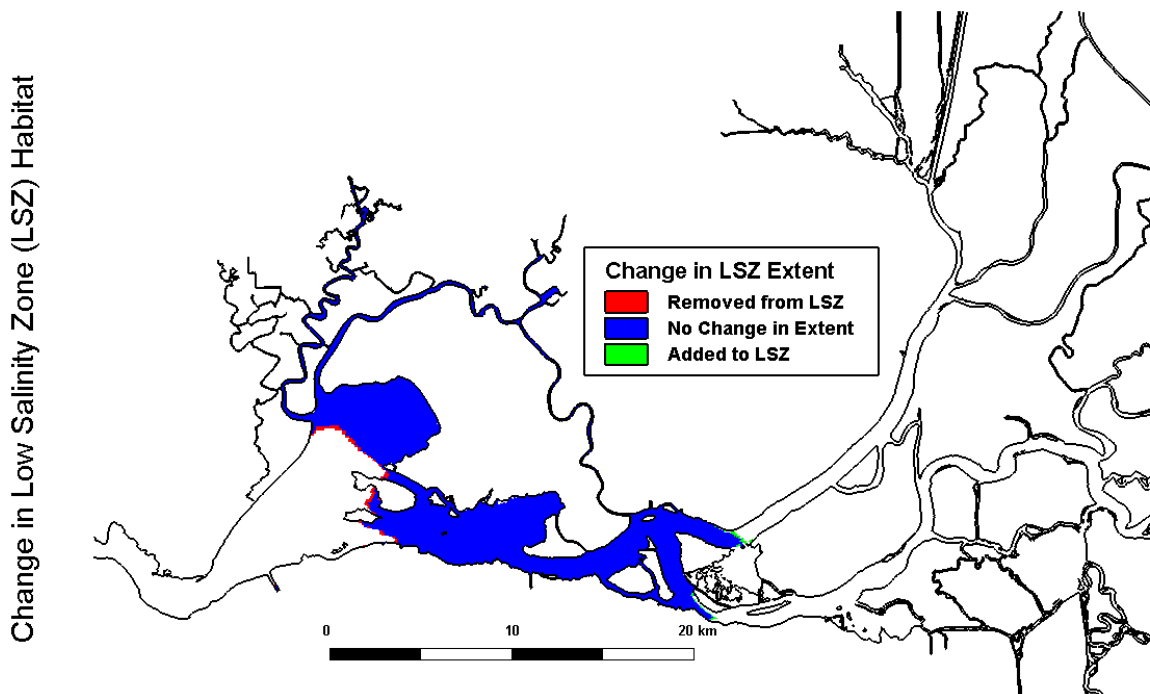 Change in Low Salinity Zone (LSZ) Habitat
Change in LSZ Extent
Removed from LSZ
No Change in Extent
Added to LSZ
0 10 20 km